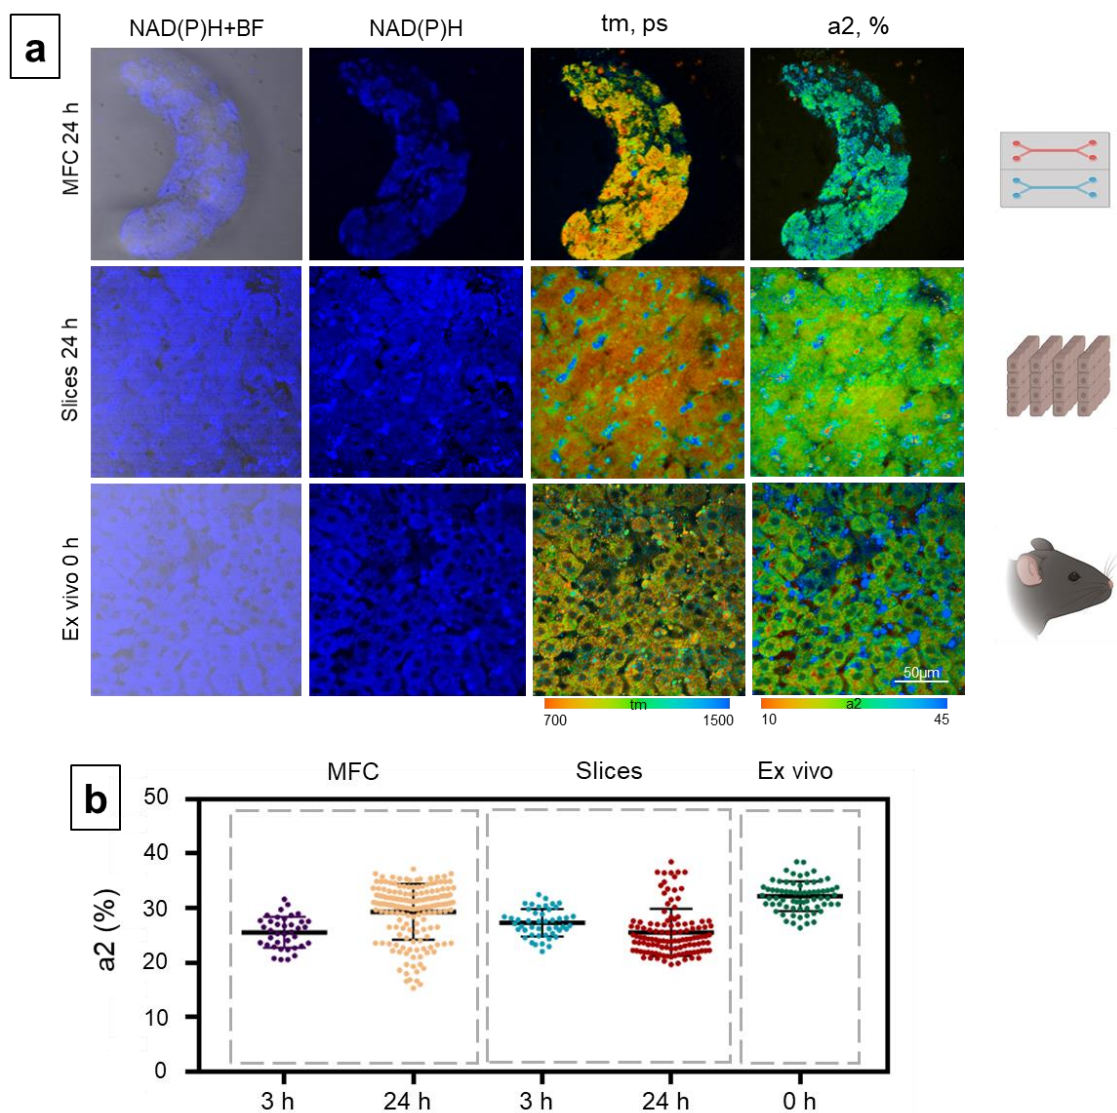 a
NAD(P)H+BF NAD(P)H tm, ps a2, %
MFC 24 h
Slices 24 h
Ex vivo 0 h
50µm
tm a2
700 1500 10 45
b
MFC Slices Ex vivo
a2 (%)
50
40
30
20
10
0
3 h 24 h 3 h 24 h 0 h